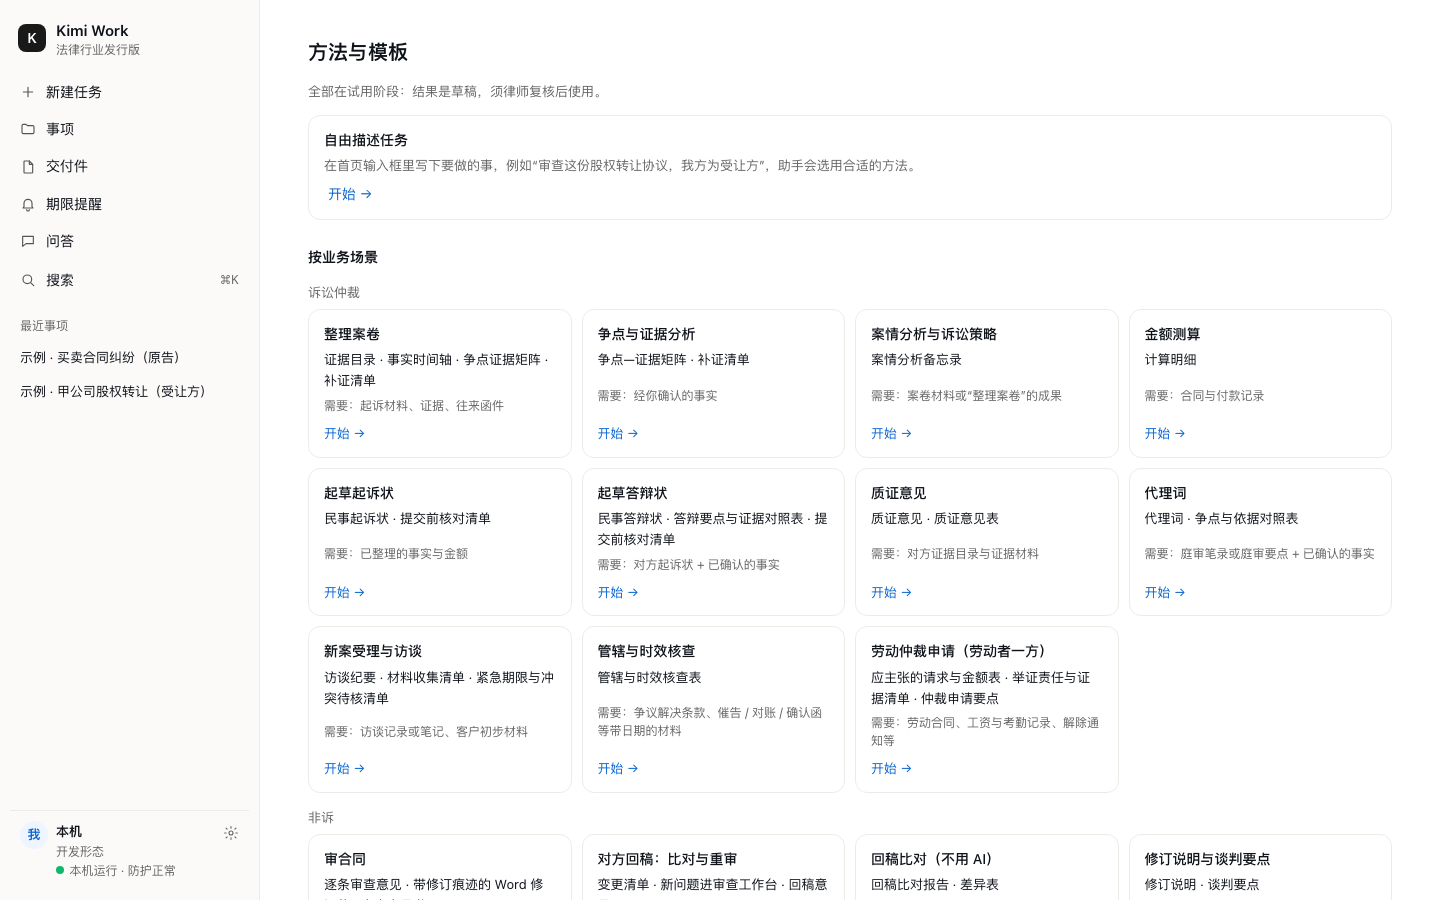 K
Kimi Work
法律行业发行版
新建任务
事项
交付件
期限提醒
问答
搜索
⌘K
最近事项
示例 · 买卖合同纠纷（原告）
示例 · 甲公司股权转让（受让方）
我
本机
开发形态
本机运行 · 防护正常
方法与模板
全部在试用阶段：结果是草稿，须律师复核后使用。
自由描述任务
在首页输入框里写下要做的事，例如“审查这份股权转让协议，我方为受让方”，助手会选用合适的方法。
开始 →
按业务场景
诉讼仲裁
整理案卷
证据目录 · 事实时间轴 · 争点证据矩阵 ·
补证清单
需要：起诉材料、证据、往来函件
开始 →
争点与证据分析
争点—证据矩阵 · 补证清单
需要：经你确认的事实
开始 →
案情分析与诉讼策略
案情分析备忘录
需要：案卷材料或“整理案卷”的成果
开始 →
金额测算
计算明细
需要：合同与付款记录
开始 →
起草起诉状
民事起诉状 · 提交前核对清单
需要：已整理的事实与金额
开始 →
起草答辩状
民事答辩状 · 答辩要点与证据对照表 · 提
交前核对清单
需要：对方起诉状 + 已确认的事实
开始 →
质证意见
质证意见 · 质证意见表
需要：对方证据目录与证据材料
开始 →
代理词
代理词 · 争点与依据对照表
需要：庭审笔录或庭审要点 + 已确认的事实
开始 →
新案受理与访谈
访谈纪要 · 材料收集清单 · 紧急期限与冲
突待核清单
需要：访谈记录或笔记、客户初步材料
开始 →
管辖与时效核查
管辖与时效核查表
需要：争议解决条款、催告 / 对账 / 确认函
等带日期的材料
开始 →
劳动仲裁申请（劳动者一方）
应主张的请求与金额表 · 举证责任与证
据清单 · 仲裁申请要点
需要：劳动合同、工资与考勤记录、解除通
知等
开始 →
非诉
审合同
逐条审查意见 · 带修订痕迹的 Word 修
对方回稿：比对与重审
变更清单 · 新问题进审查工作台 · 回稿意
回稿比对（不用 AI）
回稿比对报告 · 差异表
修订说明与谈判要点
修订说明 · 谈判要点